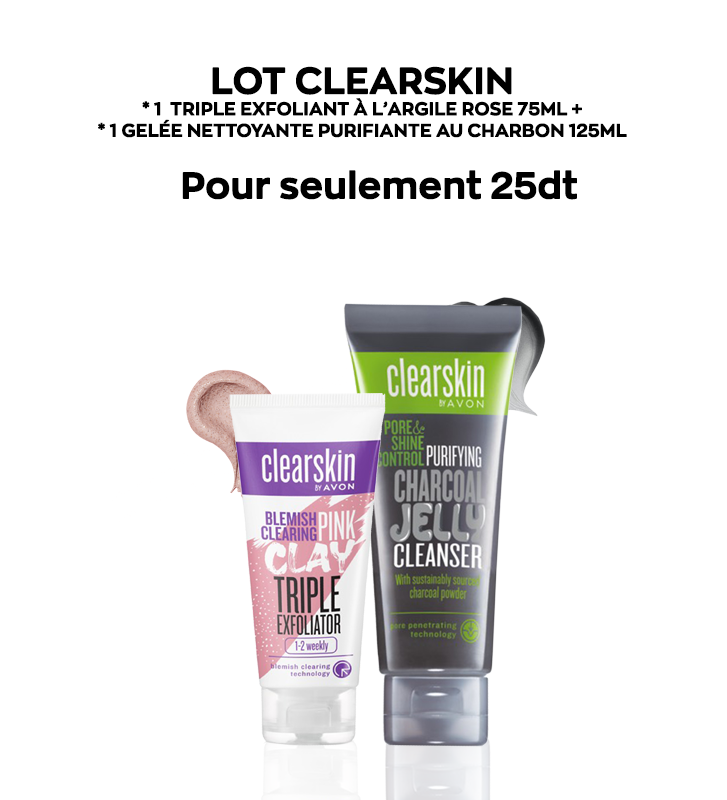 LOT CLEARSKIN
* 1 TRIPLE EXFOLIANT À L'ARGILE ROSE 75ML +
* 1 GELÉE NETTOYANTE PURIFIANTE AU CHARBON 125ML
Pour seulement 25dt
clearskin
BY AVON
BLEMISH
CLEARING PINK
CLAY
TRIPLE
EXFOLIATOR
1-2 weekly
blemish clearing
technology
clearskin
BY AVON
PORE &
SHINE
CONTROL PURIFYING
CHARCOAL
JELLY
CLEANSER
With sustainably sourced
charcoal powder
pore penetrating
technology